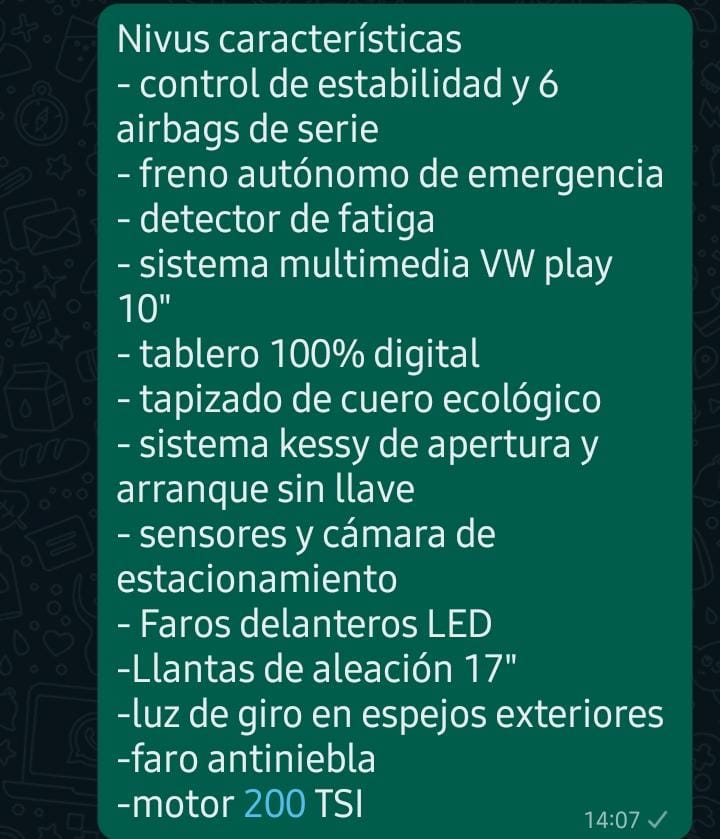 Nivus características
- control de estabilidad y 6
airbags de serie
- freno autónomo de emergencia
- detector de fatiga
- sistema multimedia VW play
10"
- tablero 100% digital
- tapizado de cuero ecológico
- sistema kessy de apertura y
arranque sin llave
- sensores y cámara de
estacionamiento
- Faros delanteros LED
-Llantas de aleación 17"
-luz de giro en espejos exteriores
-faro antiniebla
-motor 200 TSI
14:07